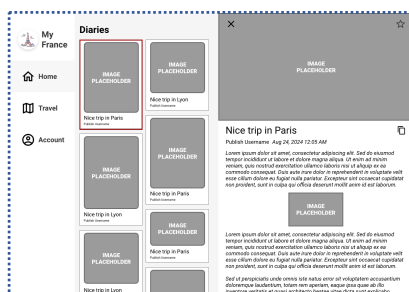 My
France
Home
Travel
Account
Diaries
IMAGE
PLACEHOLDER
Nice trip in Paris
Publish Username
IMAGE
PLACEHOLDER
Nice trip in Lyon
Publish Username
IMAGE
PLACEHOLDER
Nice trip in Lyon
Publish Username
IMAGE
PLACEHOLDER
Nice trip in Paris
Publish Username
IMAGE
PLACEHOLDER
Nice trip in Lyon
IMAGE
PLACEHOLDER
Nice trip in Paris
Publish Username
IMAGE
PLACEHOLDER
Nice trip in Paris
Publish Username Aug 24, 2024 12:05 AM
Lorem ipsum dolor sit amet, consectetur adipiscing elit. Sed do eiusmod
tempor incididunt ut labore et dolore magna aliqua. Ut enim ad minim
veniam, quis nostrud exercitation ullamco laboris nisi ut aliquip ex ea
commodo consequat. Duis aute irure dolor in reprehenderit in voluptate velit
esse cillum dolore eu fugiat nulla pariatur. Excepteur sint occaecat cupidatat
non proident, sunt in culpa qui officia deserunt mollit anim id est laborum.
IMAGE
PLACEHOLDER
Lorem ipsum dolor sit amet, consectetur adipiscing elit. Sed do eiusmod
tempor incididunt ut labore et dolore magna aliqua. Ut enim ad minim
veniam, quis nostrud exercitation ullamco laboris nisi ut aliquip ex ea
commodo consequat. Duis aute irure dolor in reprehenderit in voluptate velit
esse cillum dolore eu fugiat nulla pariatur. Excepteur sint occaecat cupidatat
non proident, sunt in culpa qui officia deserunt mollit anim id est laborum.
Sed ut perspiciatis unde omnis iste natus error sit voluptatem accusantium
doloremque laudantium, totam rem aperiam, eaque ipsa quae ab illo